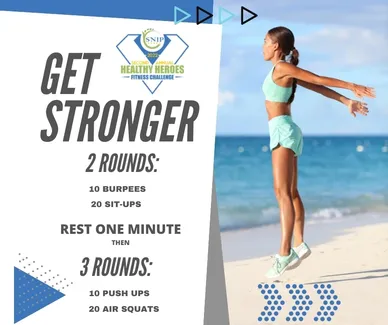 SNIP
HEALTHY HEROES
FITNESS CHALLENGE
GET
STRONGER
2 ROUNDS:
10 BURPEES
20 SIT-UPS
REST ONE MINUTE
THEN
3 ROUNDS:
10 PUSH UPS
20 AIR SQUATS